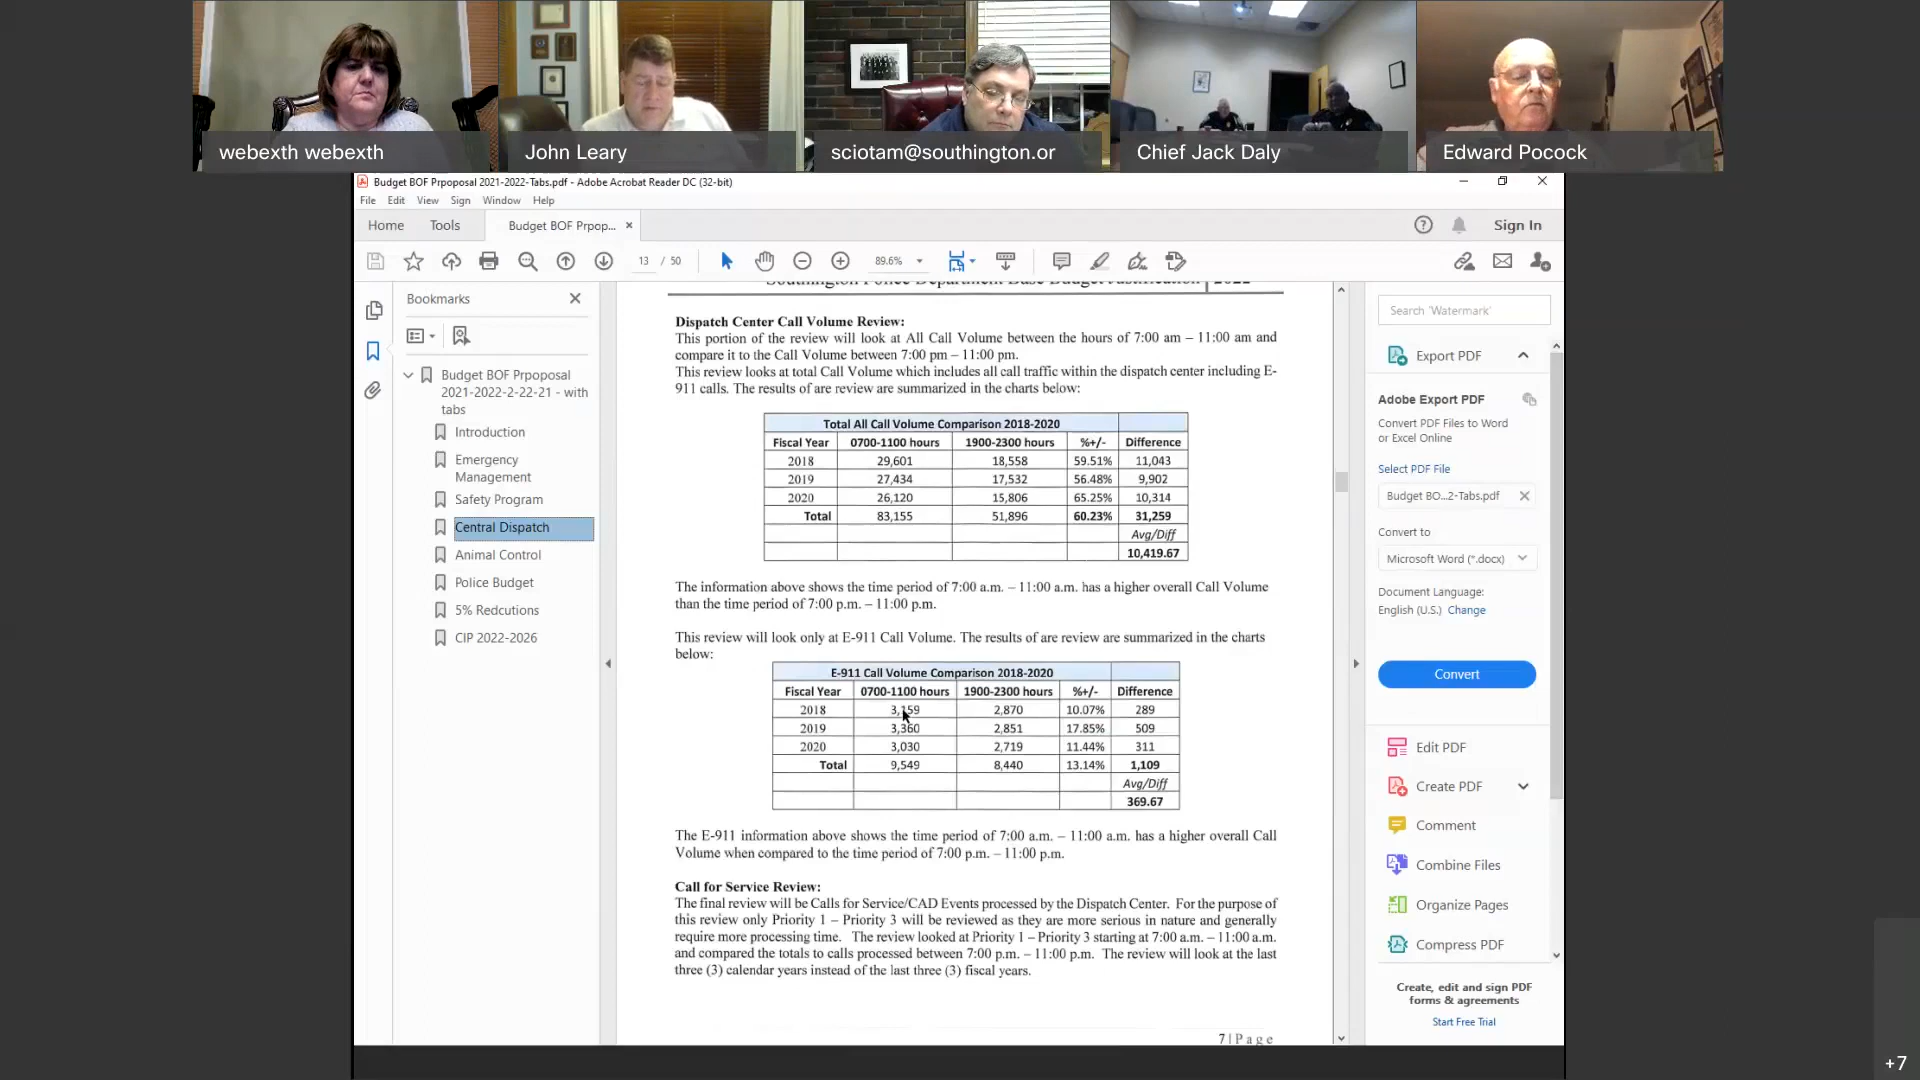 webexth webexth
John Leary
sciotam@southington.or
Chief Jack Daly
Edward Pocock
Budget BOF Prpoposal 2021-2022-Tabs.pdf - Adobe Acrobat Reader DC (32-bit)
File Edit View Sign Window Help
Home Tools Budget BOF Prpop... × Sign In
13 / 50 89.6%
Bookmarks
Budget BOF Prpoposal
2021-2022-2-22-21 - with
tabs
Introduction
Emergency
Management
Safety Program
Central Dispatch
Animal Control
Police Budget
5% Redcutions
CIP 2022-2026
Southington Police Department Base Budget Justification | 2022
Dispatch Center Call Volume Review:
This portion of the review will look at All Call Volume between the hours of 7:00 am – 11:00 am and
compare it to the Call Volume between 7:00 pm – 11:00 pm.
This review looks at total Call Volume which includes all call traffic within the dispatch center including E-
911 calls. The results of are review are summarized in the charts below:
Total All Call Volume Comparison 2018-2020
Fiscal Year 0700-1100 hours 1900-2300 hours %+/- Difference
2018 29,601 18,558 59.51% 11,043
2019 27,434 17,532 56.48% 9,902
2020 26,120 15,806 65.25% 10,314
Total 83,155 51,896 60.23% 31,259
Avg/Diff
10,419.67
The information above shows the time period of 7:00 a.m. – 11:00 a.m. has a higher overall Call Volume
than the time period of 7:00 p.m. – 11:00 p.m.
This review will look only at E-911 Call Volume. The results of are review are summarized in the charts
below:
E-911 Call Volume Comparison 2018-2020
Fiscal Year 0700-1100 hours 1900-2300 hours %+/- Difference
2018 3,159 2,870 10.07% 289
2019 3,360 2,851 17.85% 509
2020 3,030 2,719 11.44% 311
Total 9,549 8,440 13.14% 1,109
Avg/Diff
369.67
The E-911 information above shows the time period of 7:00 a.m. – 11:00 a.m. has a higher overall Call
Volume when compared to the time period of 7:00 p.m. – 11:00 p.m.
Call for Service Review:
The final review will be Calls for Service/CAD Events processed by the Dispatch Center. For the purpose of
this review only Priority 1 – Priority 3 will be reviewed as they are more serious in nature and generally
require more processing time. The review looked at Priority 1 – Priority 3 starting at 7:00 a.m. – 11:00 a.m.
and compared the totals to calls processed between 7:00 p.m. – 11:00 p.m. The review will look at the last
three (3) calendar years instead of the last three (3) fiscal years.
7 | Page
Search 'Watermark'
Export PDF
Adobe Export PDF
Convert PDF Files to Word
or Excel Online
Select PDF File
Budget BO...2-Tabs.pdf ×
Convert to
Microsoft Word (*.docx)
Document Language:
English (U.S.) Change
Convert
Edit PDF
Create PDF
Comment
Combine Files
Organize Pages
Compress PDF
Create, edit and sign PDF
forms & agreements
Start Free Trial
+7